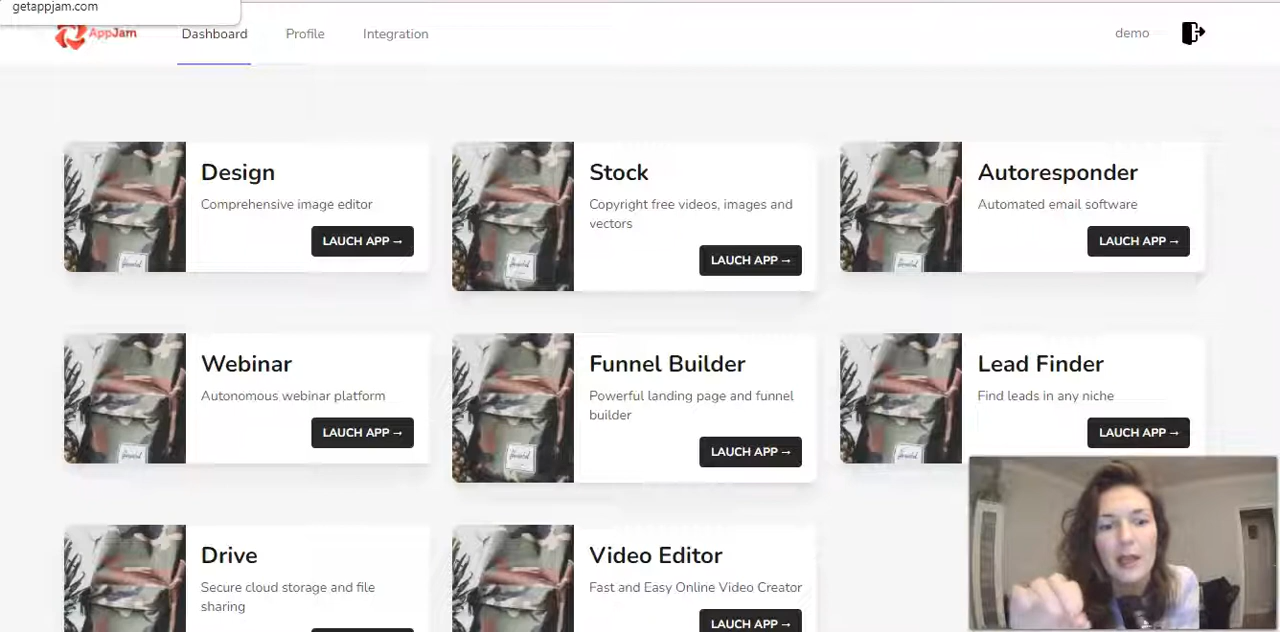 getappjam.com
AppJam
Dashboard
Profile
Integration
demo
Design
Comprehensive image editor
LAUCH APP →
Stock
Copyright free videos, images and
vectors
LAUCH APP →
Autoresponder
Automated email software
LAUCH APP →
Webinar
Autonomous webinar platform
LAUCH APP →
Funnel Builder
Powerful landing page and funnel
builder
LAUCH APP →
Lead Finder
Find leads in any niche
LAUCH APP →
Drive
Secure cloud storage and file
sharing
Video Editor
Fast and Easy Online Video Creator
LAUCH APP →